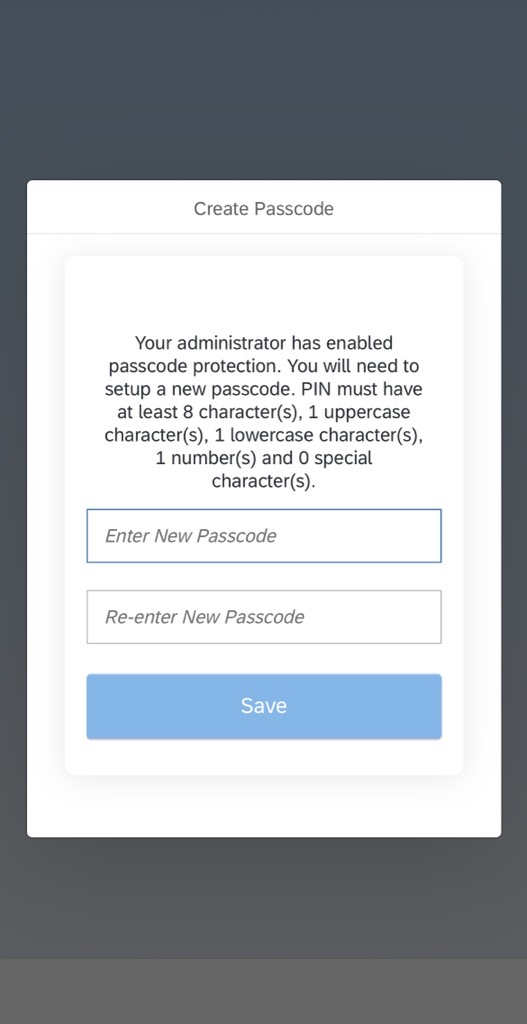 Create Passcode
Your administrator has enabled
passcode protection. You will need to
setup a new passcode. PIN must have
at least 8 character(s), 1 uppercase
character(s), 1 lowercase character(s),
1 number(s) and 0 special
character(s).
Enter New Passcode
Re-enter New Passcode
Save